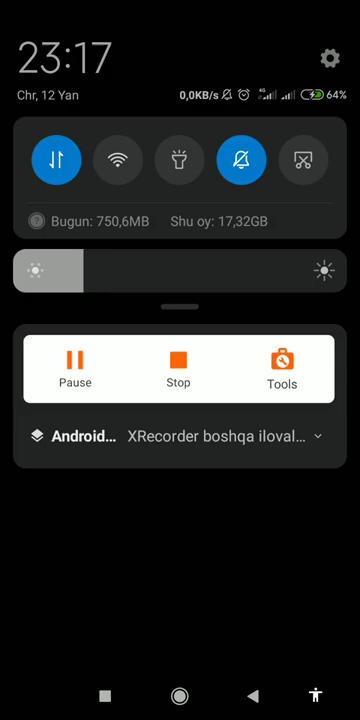 23:17
Chr, 12 Yan
0,0KB/s 4G 64%
Bugun: 750,6MB Shu oy: 17,32GB
Pause Stop Tools
Android... XRecorder boshqa iloval...